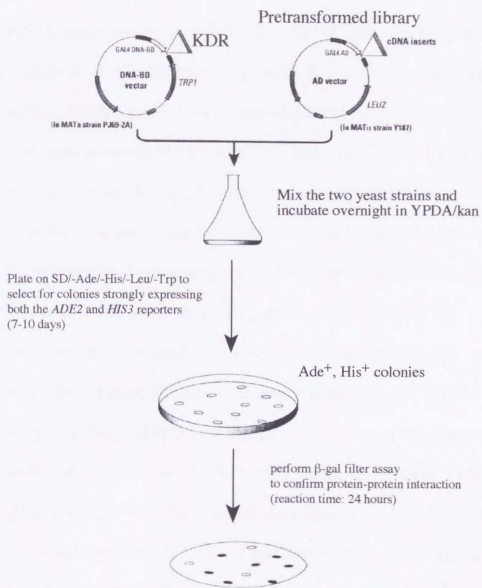 Pretransformed library
KDR
GAL4 DNA-BD
DNA-BD
vector
TRP1
(In MATa strain PJ69-2A)
cDNA inserts
GAL4 AD
AD vector
LEU2
(In MATα strain Y187)
Mix the two yeast strains and
incubate overnight in YPDA/kan
Plate on SD/-Ade/-His/-Leu/-Trp to
select for colonies strongly expressing
both the ADE2 and HIS3 reporters
(7-10 days)
Ade+, His+ colonies
perform β-gal filter assay
to confirm protein-protein interaction
(reaction time: 24 hours)